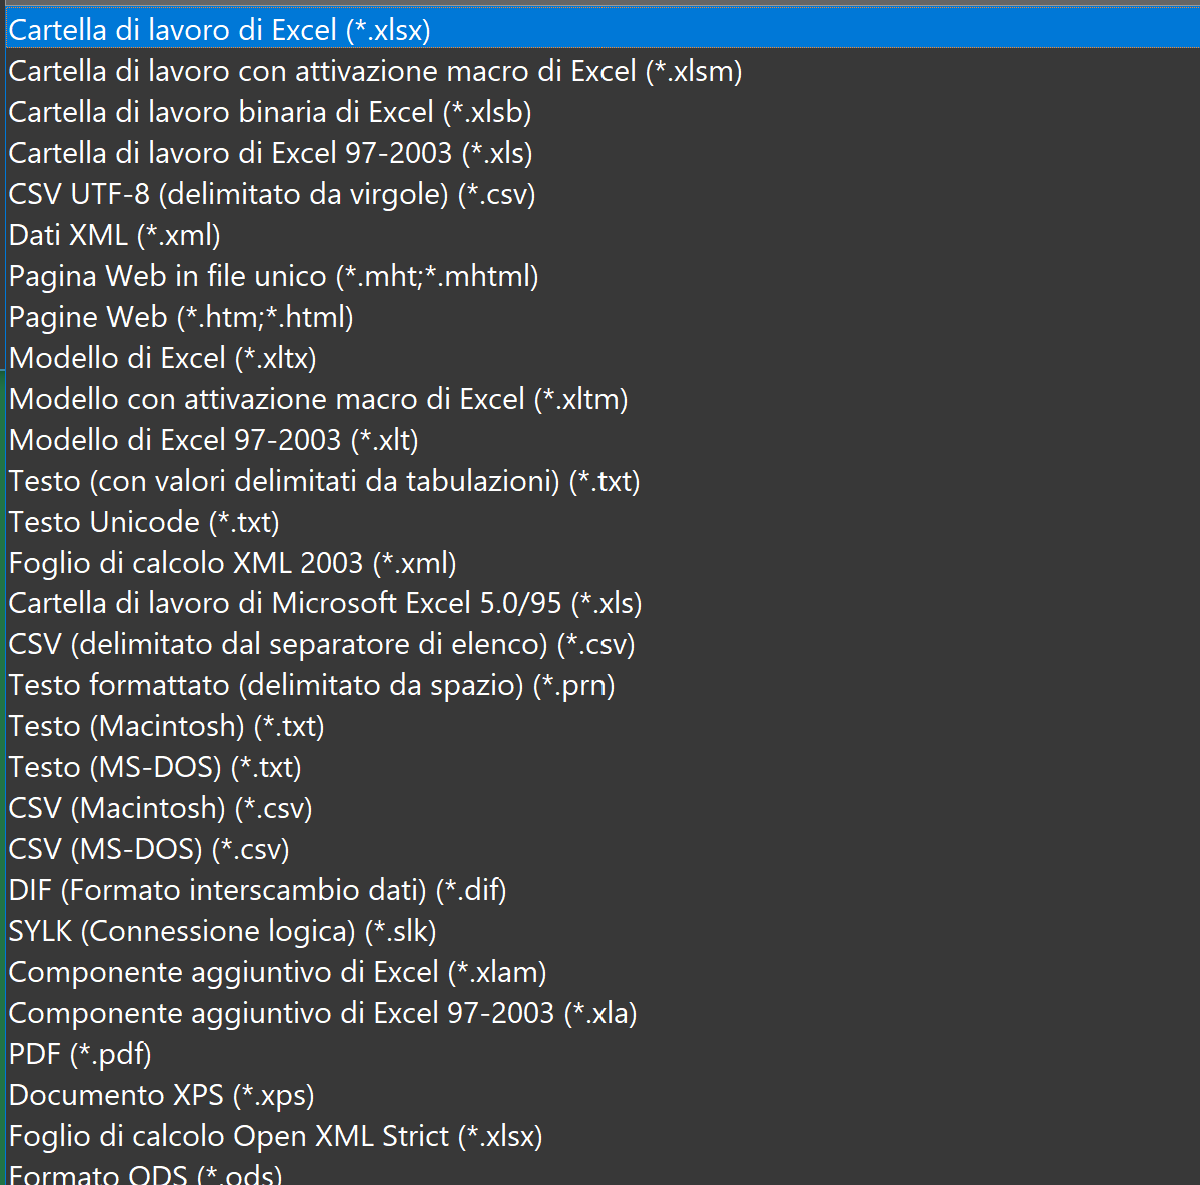 Cartella di lavoro di Excel (*.xlsx)
Cartella di lavoro con attivazione macro di Excel (*.xlsm)
Cartella di lavoro binaria di Excel (*.xlsb)
Cartella di lavoro di Excel 97-2003 (*.xls)
CSV UTF-8 (delimitato da virgole) (*.csv)
Dati XML (*.xml)
Pagina Web in file unico (*.mht;*.mhtml)
Pagine Web (*.htm;*.html)
Modello di Excel (*.xltx)
Modello con attivazione macro di Excel (*.xltm)
Modello di Excel 97-2003 (*.xlt)
Testo (con valori delimitati da tabulazioni) (*.txt)
Testo Unicode (*.txt)
Foglio di calcolo XML 2003 (*.xml)
Cartella di lavoro di Microsoft Excel 5.0/95 (*.xls)
CSV (delimitato dal separatore di elenco) (*.csv)
Testo formattato (delimitato da spazio) (*.prn)
Testo (Macintosh) (*.txt)
Testo (MS-DOS) (*.txt)
CSV (Macintosh) (*.csv)
CSV (MS-DOS) (*.csv)
DIF (Formato interscambio dati) (*.dif)
SYLK (Connessione logica) (*.slk)
Componente aggiuntivo di Excel (*.xlam)
Componente aggiuntivo di Excel 97-2003 (*.xla)
PDF (*.pdf)
Documento XPS (*.xps)
Foglio di calcolo Open XML Strict (*.xlsx)
Formato ODS (*.ods)